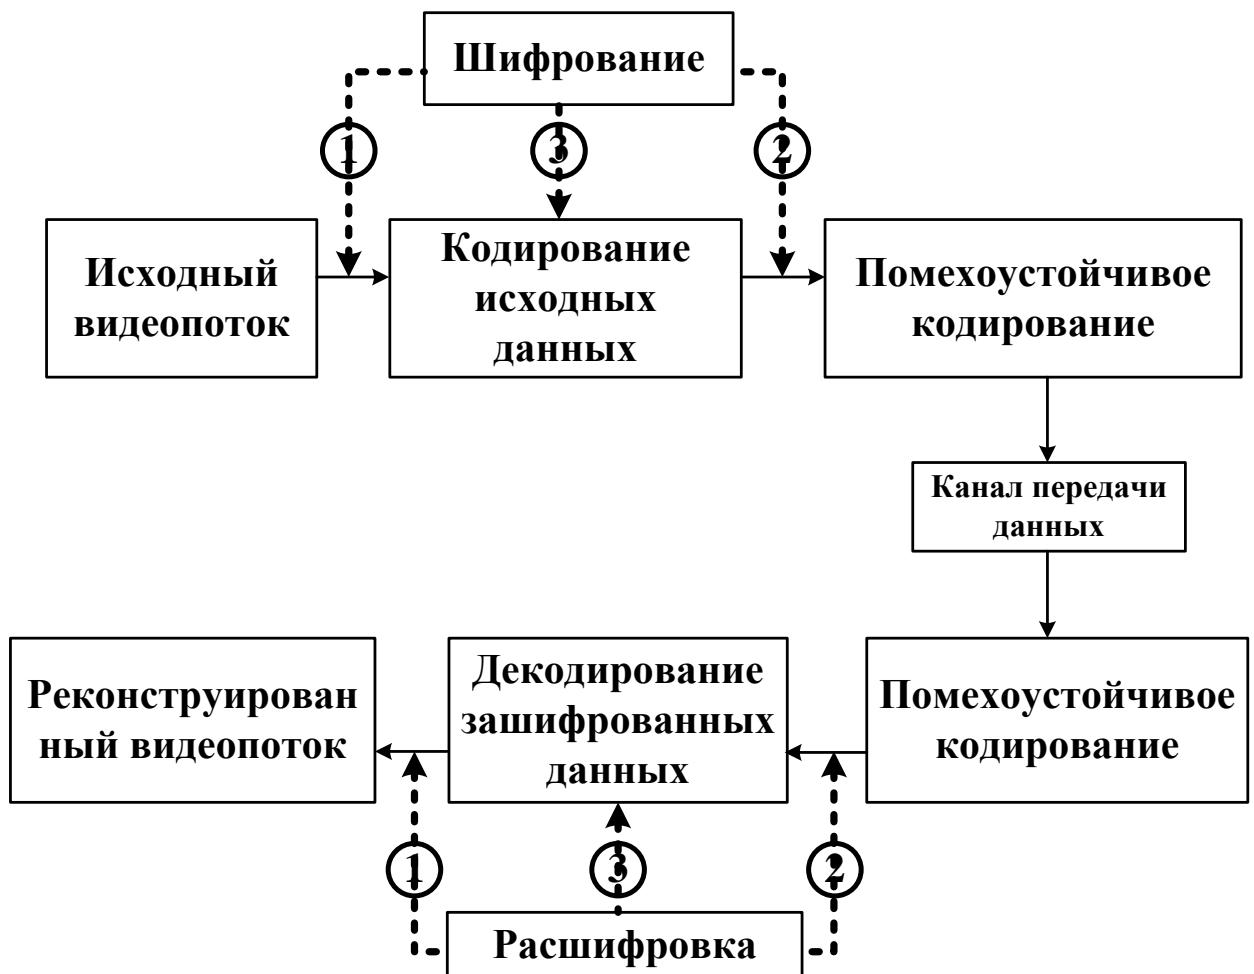 Шифрование
1
3
2
Исходный
видеопоток
Кодирование
исходных
данных
Помехоустойчивое
кодирование
Канал передачи
данных
Реконструирован
ный видеопоток
Декодирование
зашифрованных
данных
Помехоустойчивое
кодирование
1
3
2
Расшифровка